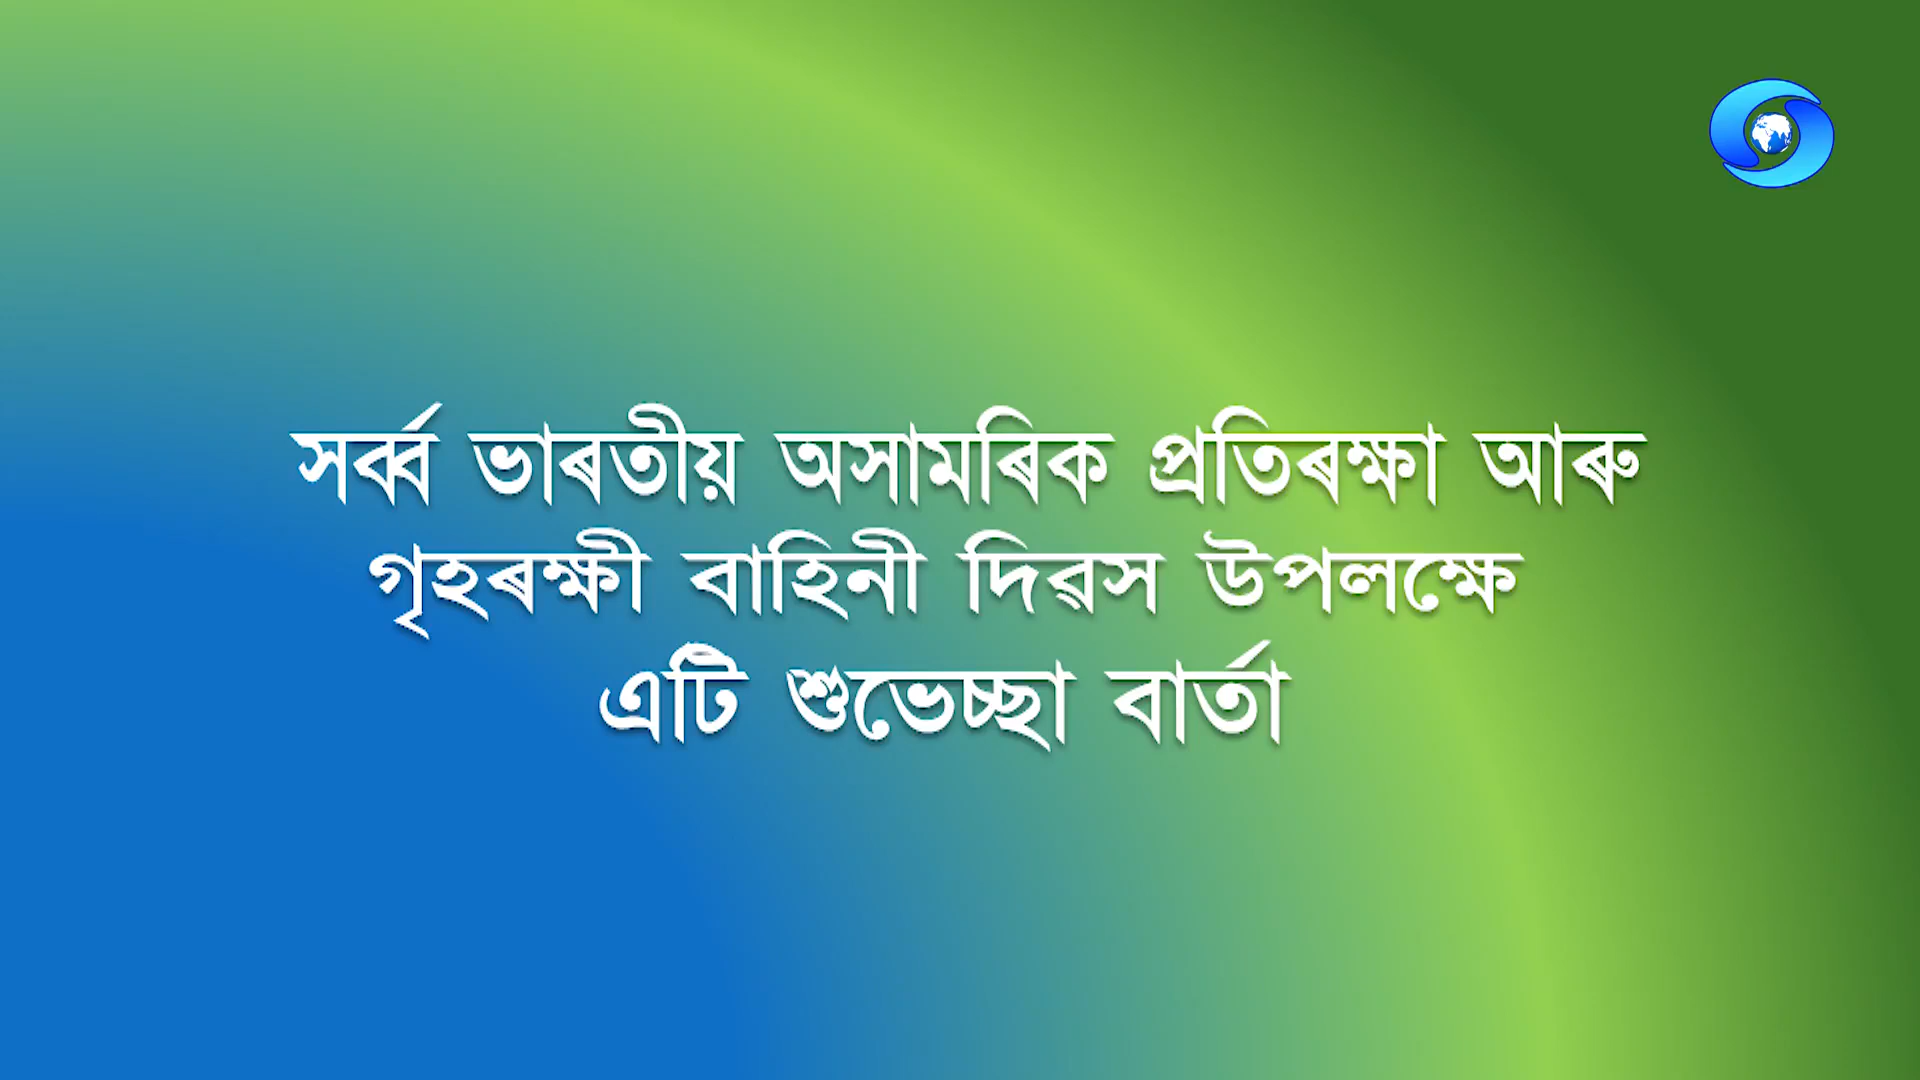 সৰ্ব্ব ভাৰতীয় অসামৰিক প্ৰতিৰক্ষা আৰু
গৃহৰক্ষী বাহিনী দিৱস উপলক্ষে
এটি শুভেচ্ছা বাৰ্তা